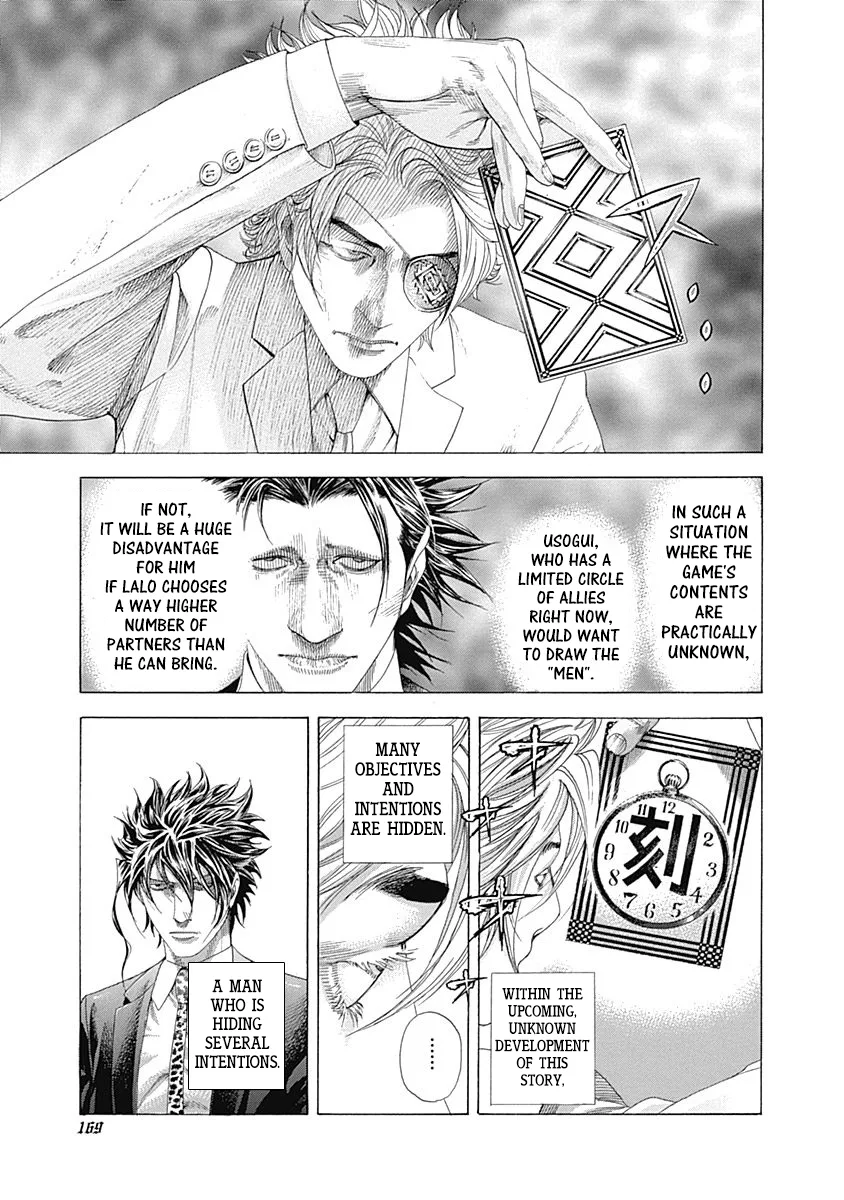 IN SUCH A
SITUATION
WHERE THE
GAME'S
CONTENTS
ARE
PRACTICALLY
UNKNOWN,
USOGUI,
WHO HAS A
LIMITED CIRCLE
OF ALLIES
RIGHT NOW,
WOULD WANT
TO DRAW THE
"MEN".
IF NOT,
IT WILL BE A HUGE
DISADVANTAGE
FOR HIM
IF LALO CHOOSES
A WAY HIGHER
NUMBER OF
PARTNERS THAN
HE CAN BRING.
11 12
10 2
9 3
8 4
7 6 5
刻
WITHIN THE
UPCOMING,
UNKNOWN
DEVELOPMENT
OF THIS
STORY,
MANY
OBJECTIVES
AND
INTENTIONS
ARE HIDDEN.
......
A MAN
WHO IS
HIDING
SEVERAL
INTENTIONS.
169